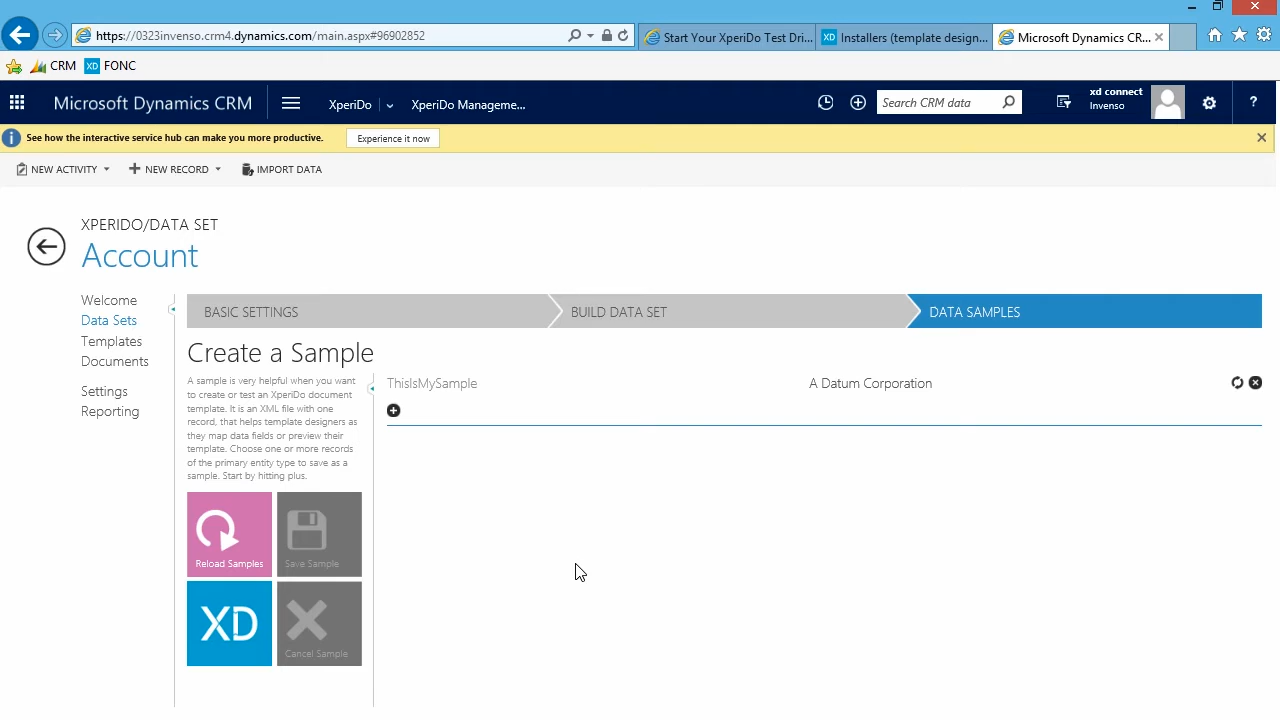 https://0323invenso.crm4.dynamics.com/main.aspx#96902852
Start Your XperiDo Test Dri...
XD Installers (template design...
Microsoft Dynamics CR...
CRM
XD FONC
Microsoft Dynamics CRM
XperiDo
XperiDo Manageme...
Search CRM data
xd connect
Invenso
?
See how the interactive service hub can make you more productive.
Experience it now
NEW ACTIVITY
NEW RECORD
IMPORT DATA
XPERIDO/DATA SET
Account
Welcome
Data Sets
Templates
Documents
Settings
Reporting
BASIC SETTINGS
BUILD DATA SET
DATA SAMPLES
Create a Sample
A sample is very helpful when you want
to create or test an XperiDo document
template. It is an XML file with one
record, that helps template designers as
they map data fields or preview their
template. Choose one or more records
of the primary entity type to save as a
sample. Start by hitting plus.
ThisIsMySample
A Datum Corporation
Reload Samples
Save Sample
XD
Cancel Sample